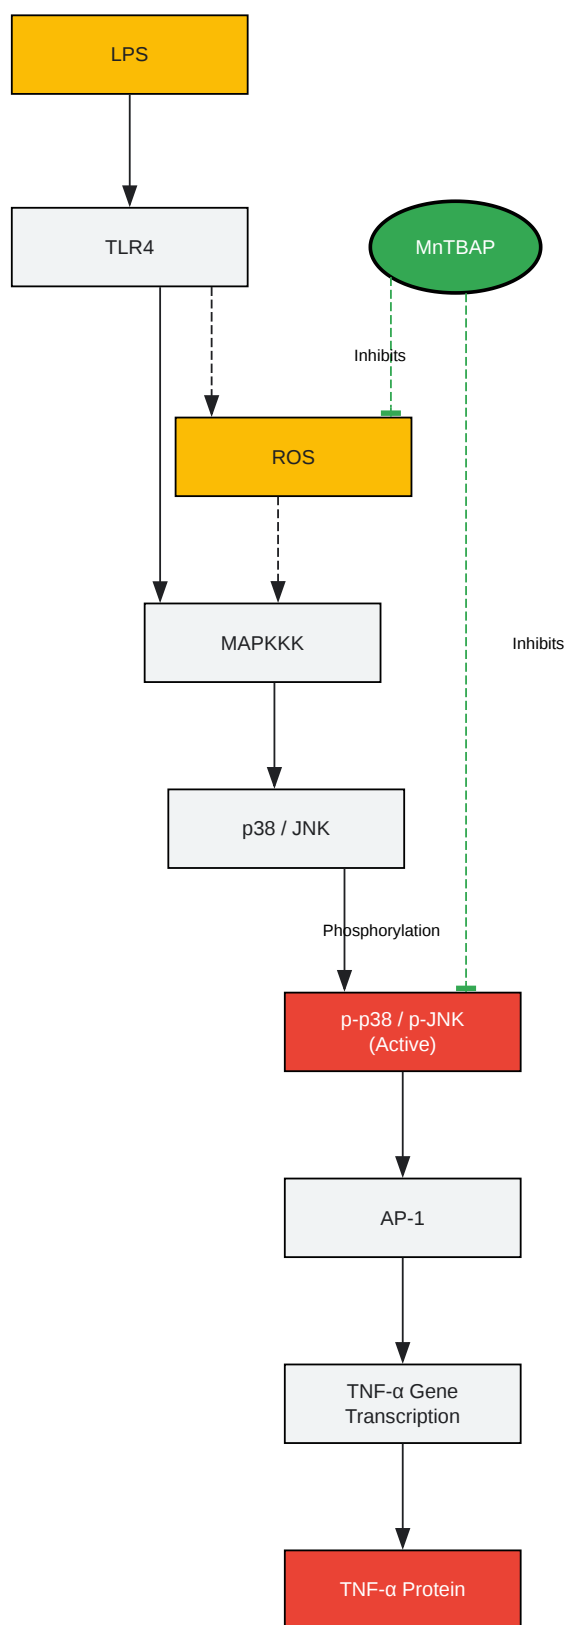 LPS
TLR4
MnTBAP
Inhibits
ROS
MAPKKK
Inhibits
p38 / JNK
Phosphorylation
p-p38 / p-JNK
(Active)
AP-1
TNF-α Gene
Transcription
TNF-α Protein